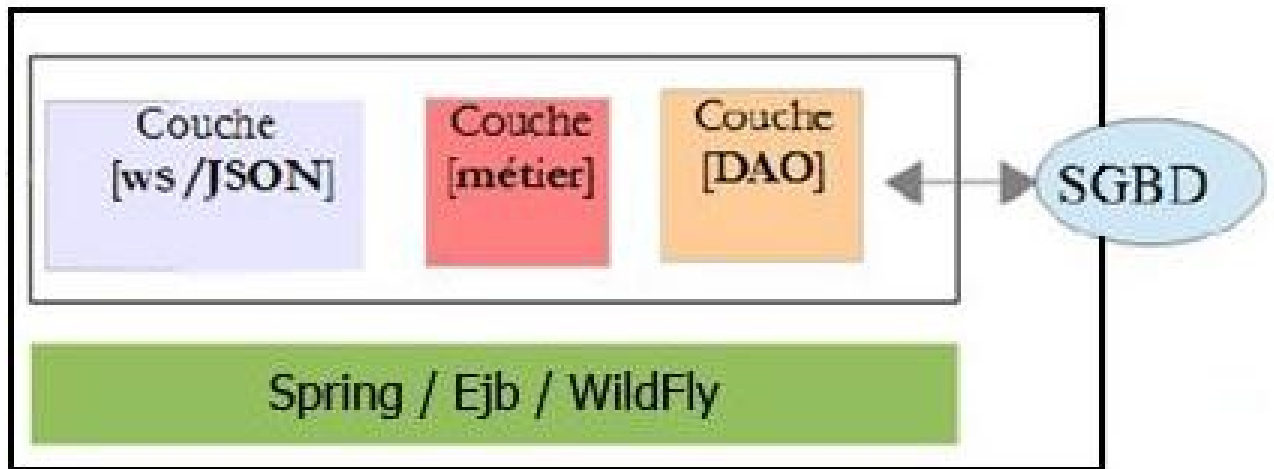 Couche
[ws/JSON]
Couche
[métier]
Couche
[DAO]
SGBD
Spring / Ejb / WildFly